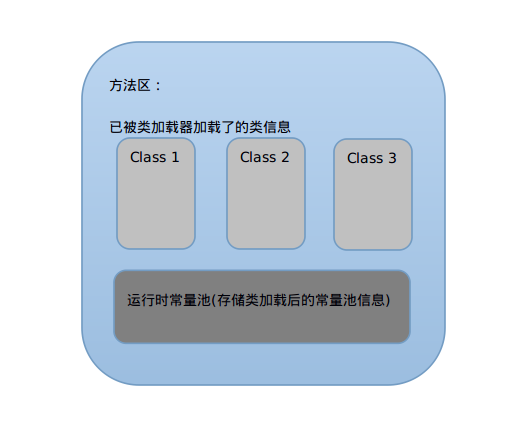 方法区：
已被类加载器加载了的类信息
Class 1
Class 2
Class 3
运行时常量池(存储类加载后的常量池信息)